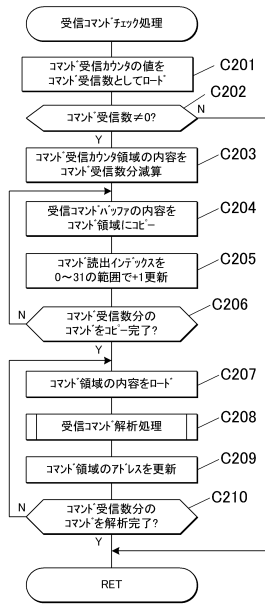 受信コマンドチェック処理
コマンド受信カウンタの値を
コマンド受信数としてロード
C201
C202
コマンド受信数≠0?
N
Y
コマンド受信カウンタ領域の内容を
コマンド受信数分減算
C203
受信コマンドバッファの内容を
コマンド領域にコピー
C204
コマンド読出インデックスを
0～31の範囲で+1更新
C205
C206
N
コマンド受信数分の
コマンドをコピー完了?
Y
コマンド領域の内容をロード
C207
受信コマンド解析処理
C208
コマンド領域のアドレスを更新
C209
C210
N
コマンド受信数分の
コマンドを解析完了?
Y
RET